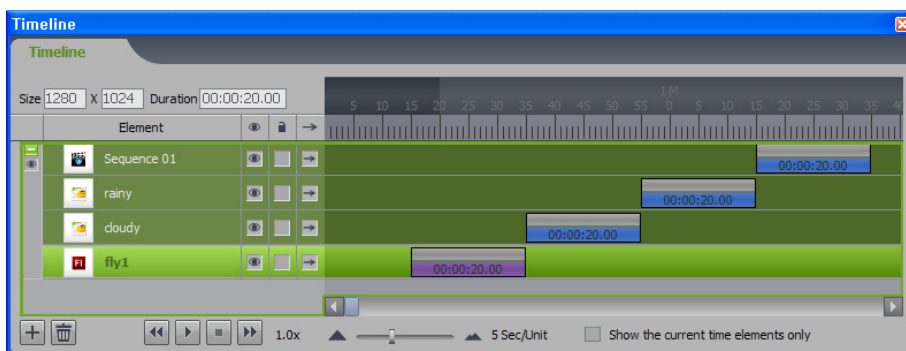 Timeline
Timeline
Size 1280 X 1024 Duration 00:00:20.00
1 M
5 10 15 20 25 30 35 40 45 50 55 0 5 10 15 20 25 30 35 40
Element
Sequence 01 00:00:20.00
rainy 00:00:20.00
cloudy 00:00:20.00
Fl fly1 00:00:20.00
1.0x 5 Sec/Unit Show the current time elements only